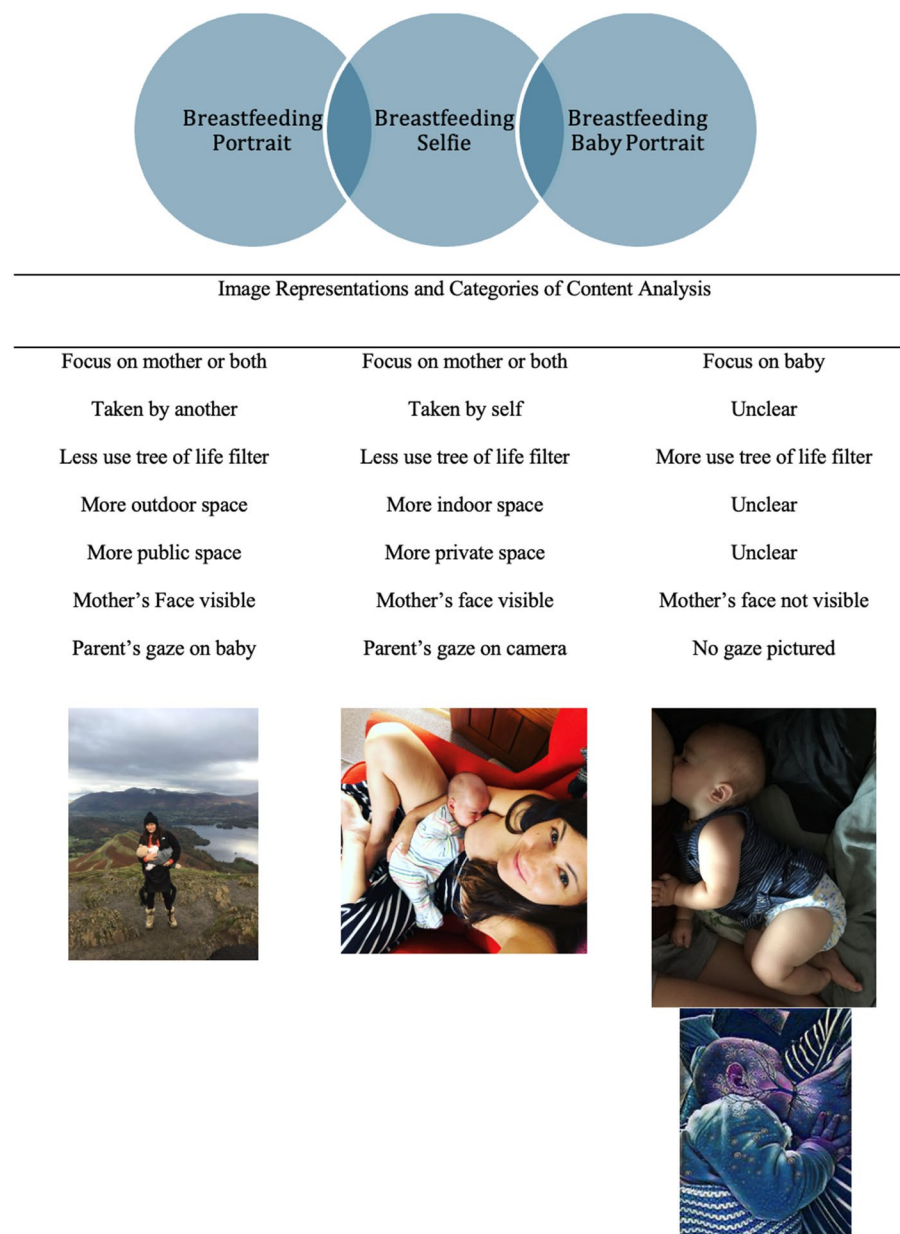 Breastfeeding
Portrait
Breastfeeding
Selfie
Breastfeeding
Baby Portrait
Image Representations and Categories of Content Analysis
Focus on mother or both
Focus on mother or both
Focus on baby
Taken by another
Taken by self
Unclear
Less use tree of life filter
Less use tree of life filter
More use tree of life filter
More outdoor space
More indoor space
Unclear
More public space
More private space
Unclear
Mother’s Face visible
Mother’s face visible
Mother’s face not visible
Parent’s gaze on baby
Parent’s gaze on camera
No gaze pictured